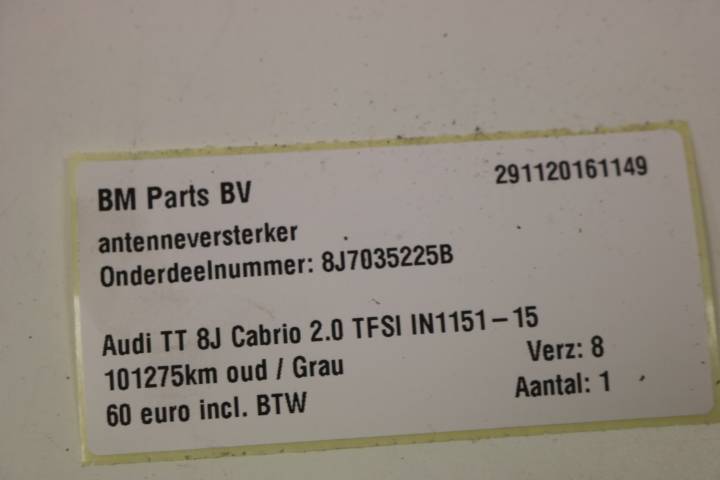 BM Parts BV 291120161149
antenneversterker
Onderdeelnummer: 8J7035225B
Audi TT 8J Cabrio 2.0 TFSI IN1151-15
101275km oud / Grau Verz: 8
60 euro incl. BTW Aantal: 1